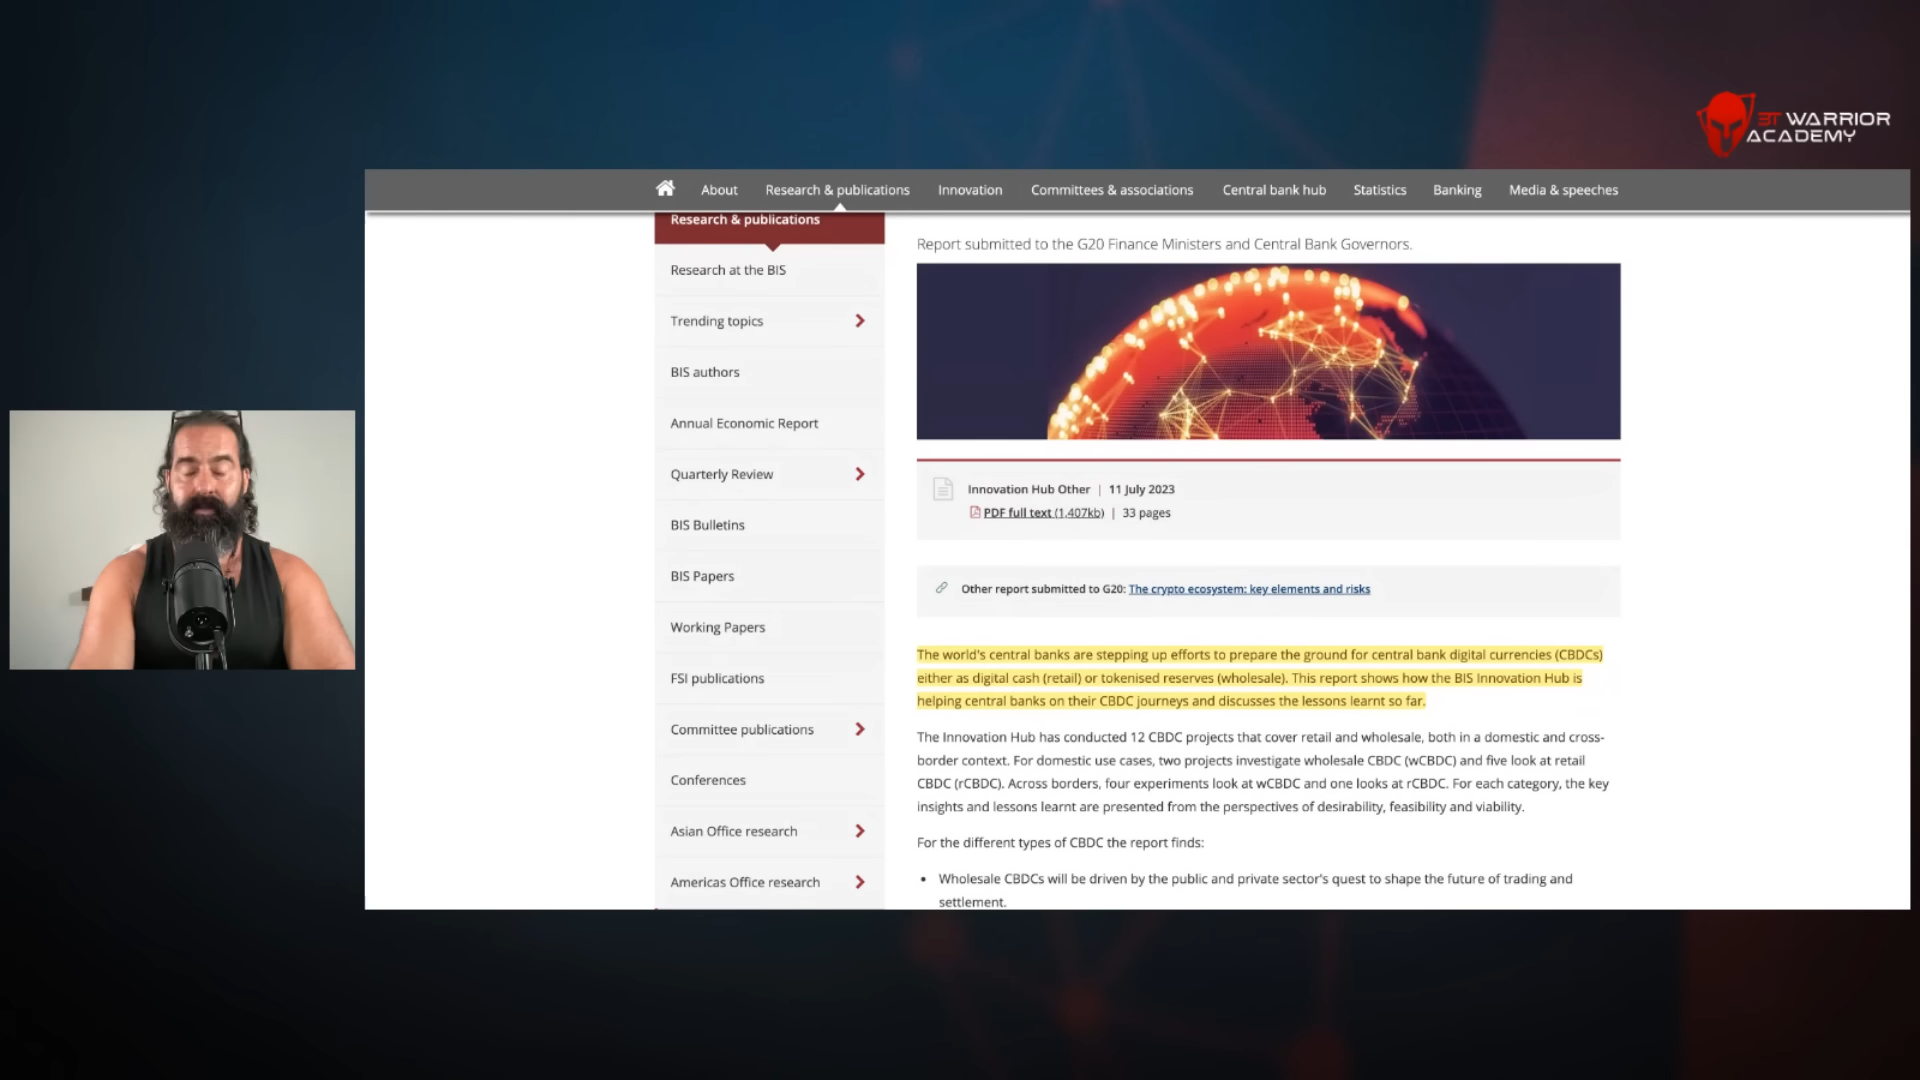 3T WARRIOR
ACADEMY
About Research & publications Innovation Committees & associations Central bank hub Statistics Banking Media & speeches
Research & publications
Research at the BIS
Trending topics
BIS authors
Annual Economic Report
Quarterly Review
BIS Bulletins
BIS Papers
Working Papers
FSI publications
Committee publications
Conferences
Asian Office research
Americas Office research
Report submitted to the G20 Finance Ministers and Central Bank Governors.
Innovation Hub Other | 11 July 2023
PDF full text (1,407kb) | 33 pages
Other report submitted to G20: The crypto ecosystem: key elements and risks
The world's central banks are stepping up efforts to prepare the ground for central bank digital currencies (CBDCs)
either as digital cash (retail) or tokenised reserves (wholesale). This report shows how the BIS Innovation Hub is
helping central banks on their CBDC journeys and discusses the lessons learnt so far.
The Innovation Hub has conducted 12 CBDC projects that cover retail and wholesale, both in a domestic and cross-
border context. For domestic use cases, two projects investigate wholesale CBDC (wCBDC) and five look at retail
CBDC (rCBDC). Across borders, four experiments look at wCBDC and one looks at rCBDC. For each category, the key
insights and lessons learnt are presented from the perspectives of desirability, feasibility and viability.
For the different types of CBDC the report finds:
• Wholesale CBDCs will be driven by the public and private sector's quest to shape the future of trading and
settlement.